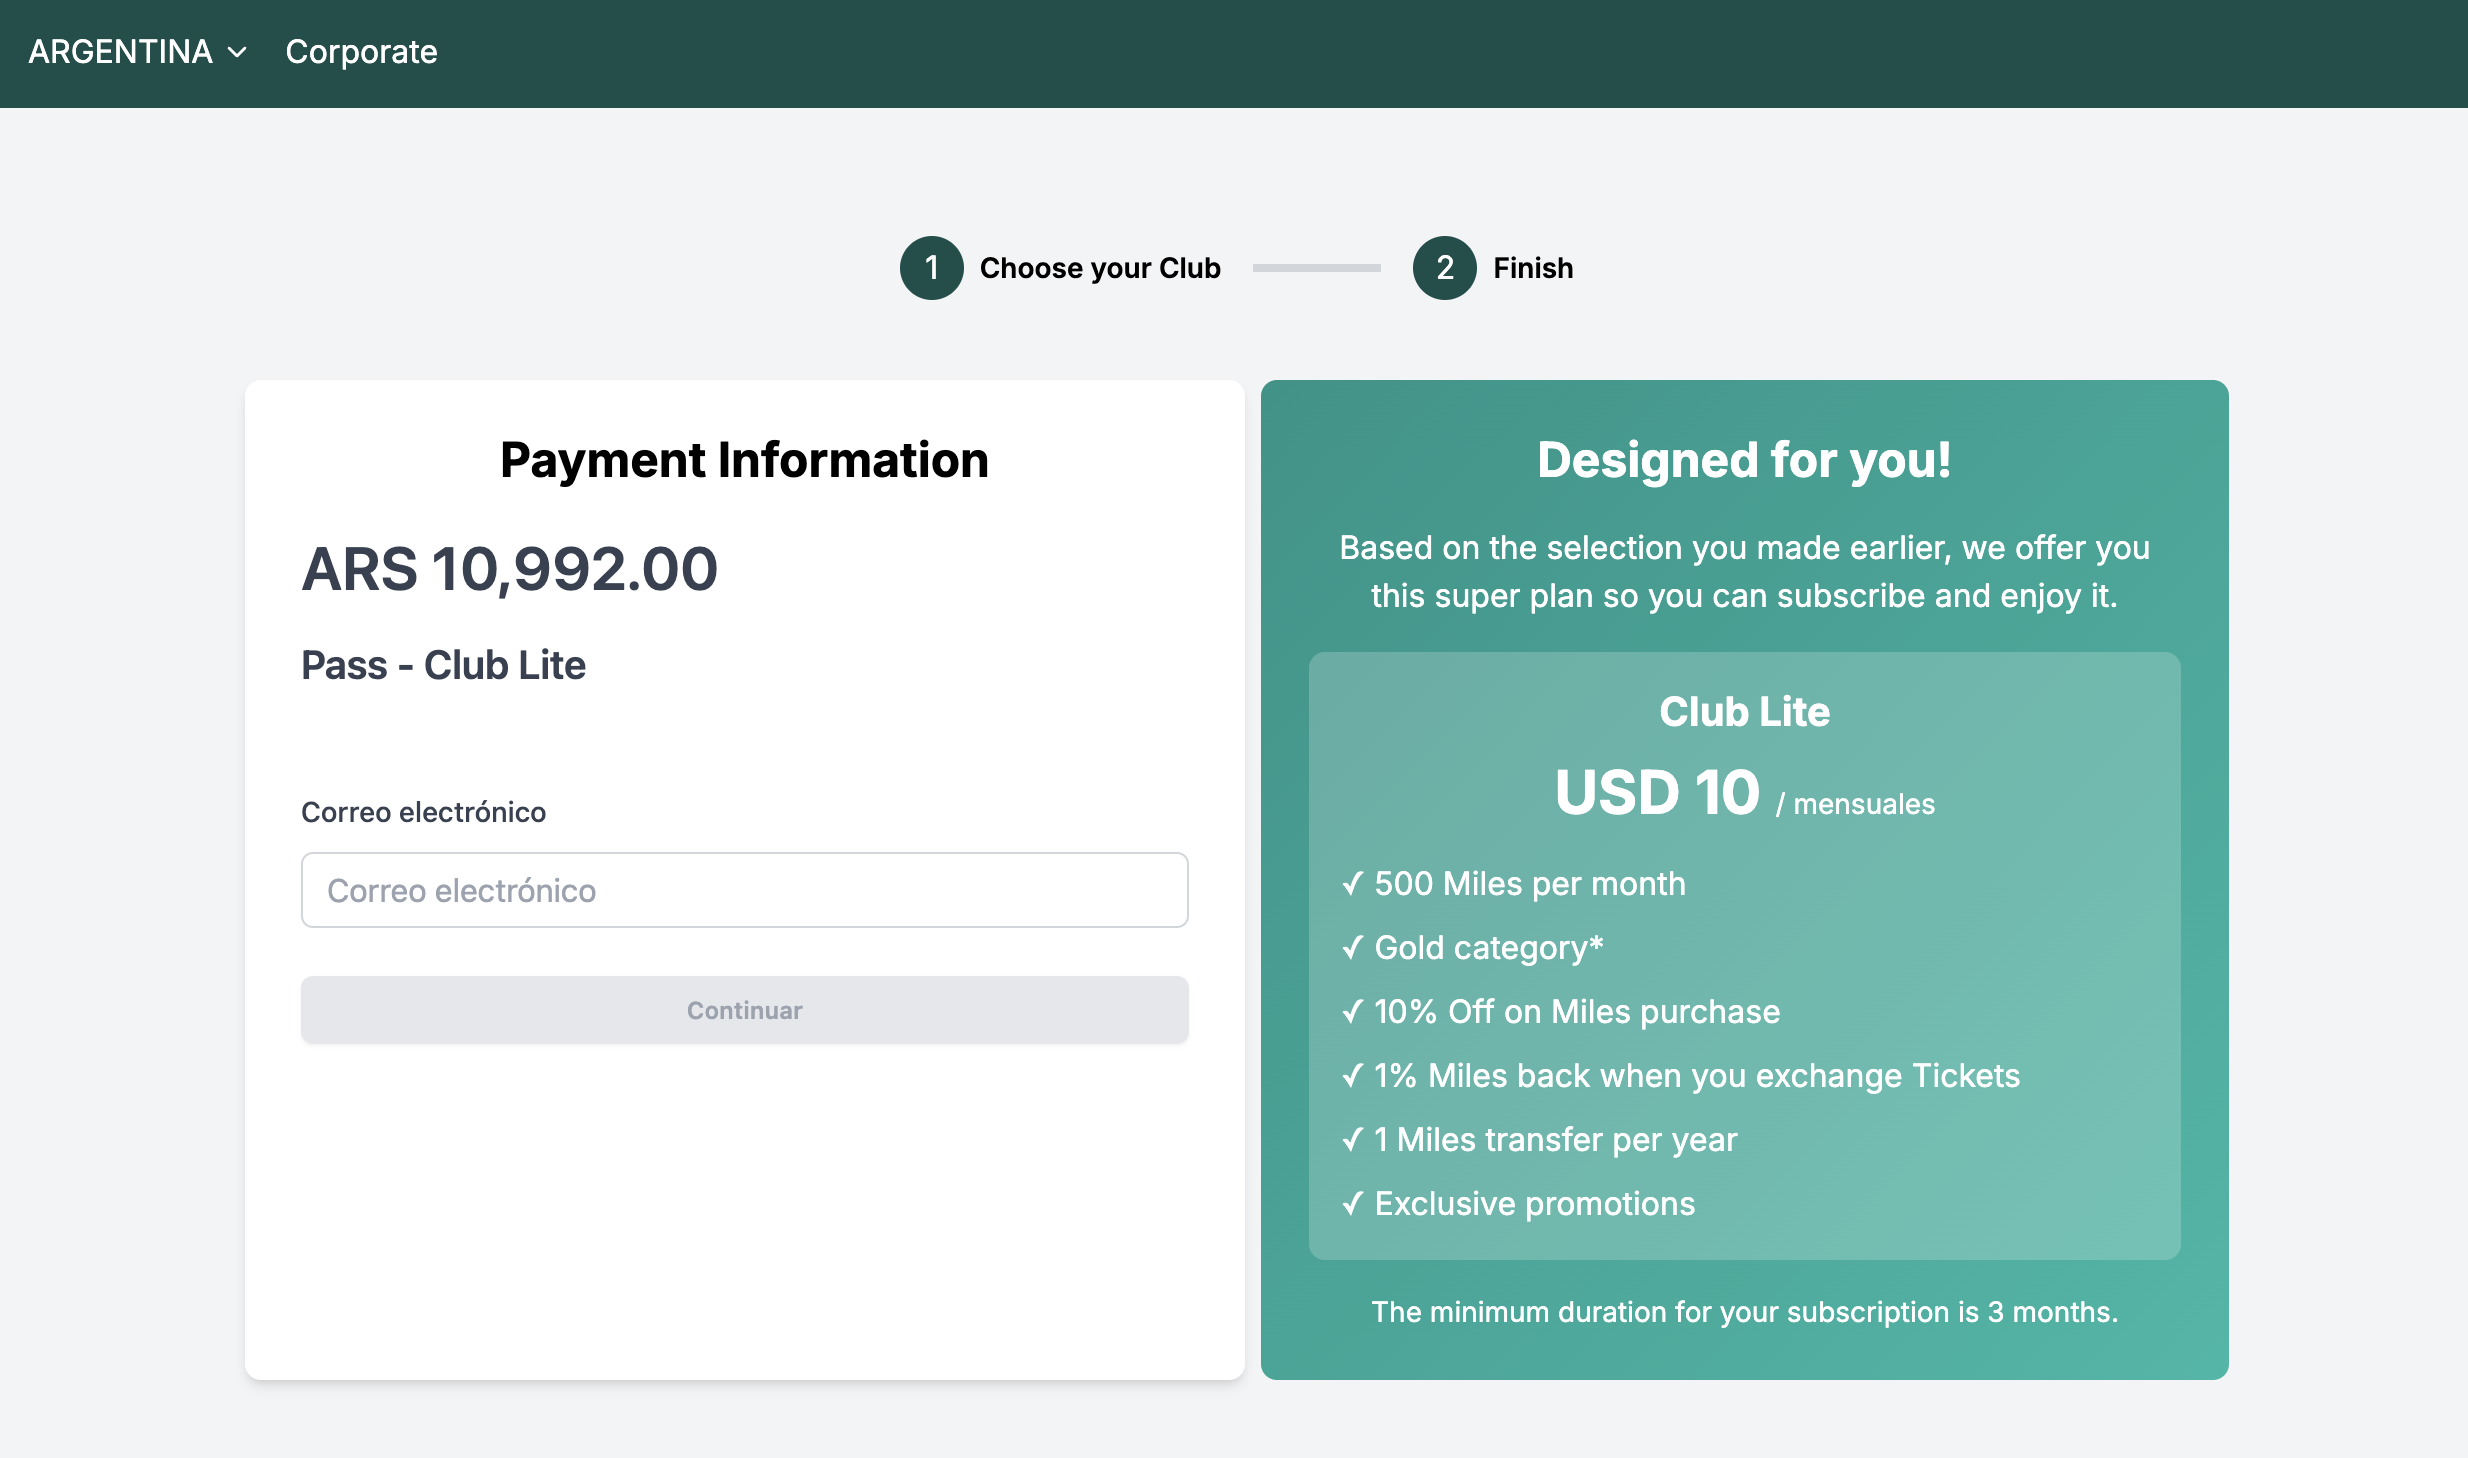 ARGENTINA Corporate
1 Choose your Club 2 Finish
Payment Information
ARS 10,992.00
Pass - Club Lite
Correo electrónico
Correo electrónico
Continuar
Designed for you!
Based on the selection you made earlier, we offer you
this super plan so you can subscribe and enjoy it.
Club Lite
USD 10 / mensuales
✓ 500 Miles per month
✓ Gold category*
✓ 10% Off on Miles purchase
✓ 1% Miles back when you exchange Tickets
✓ 1 Miles transfer per year
✓ Exclusive promotions
The minimum duration for your subscription is 3 months.